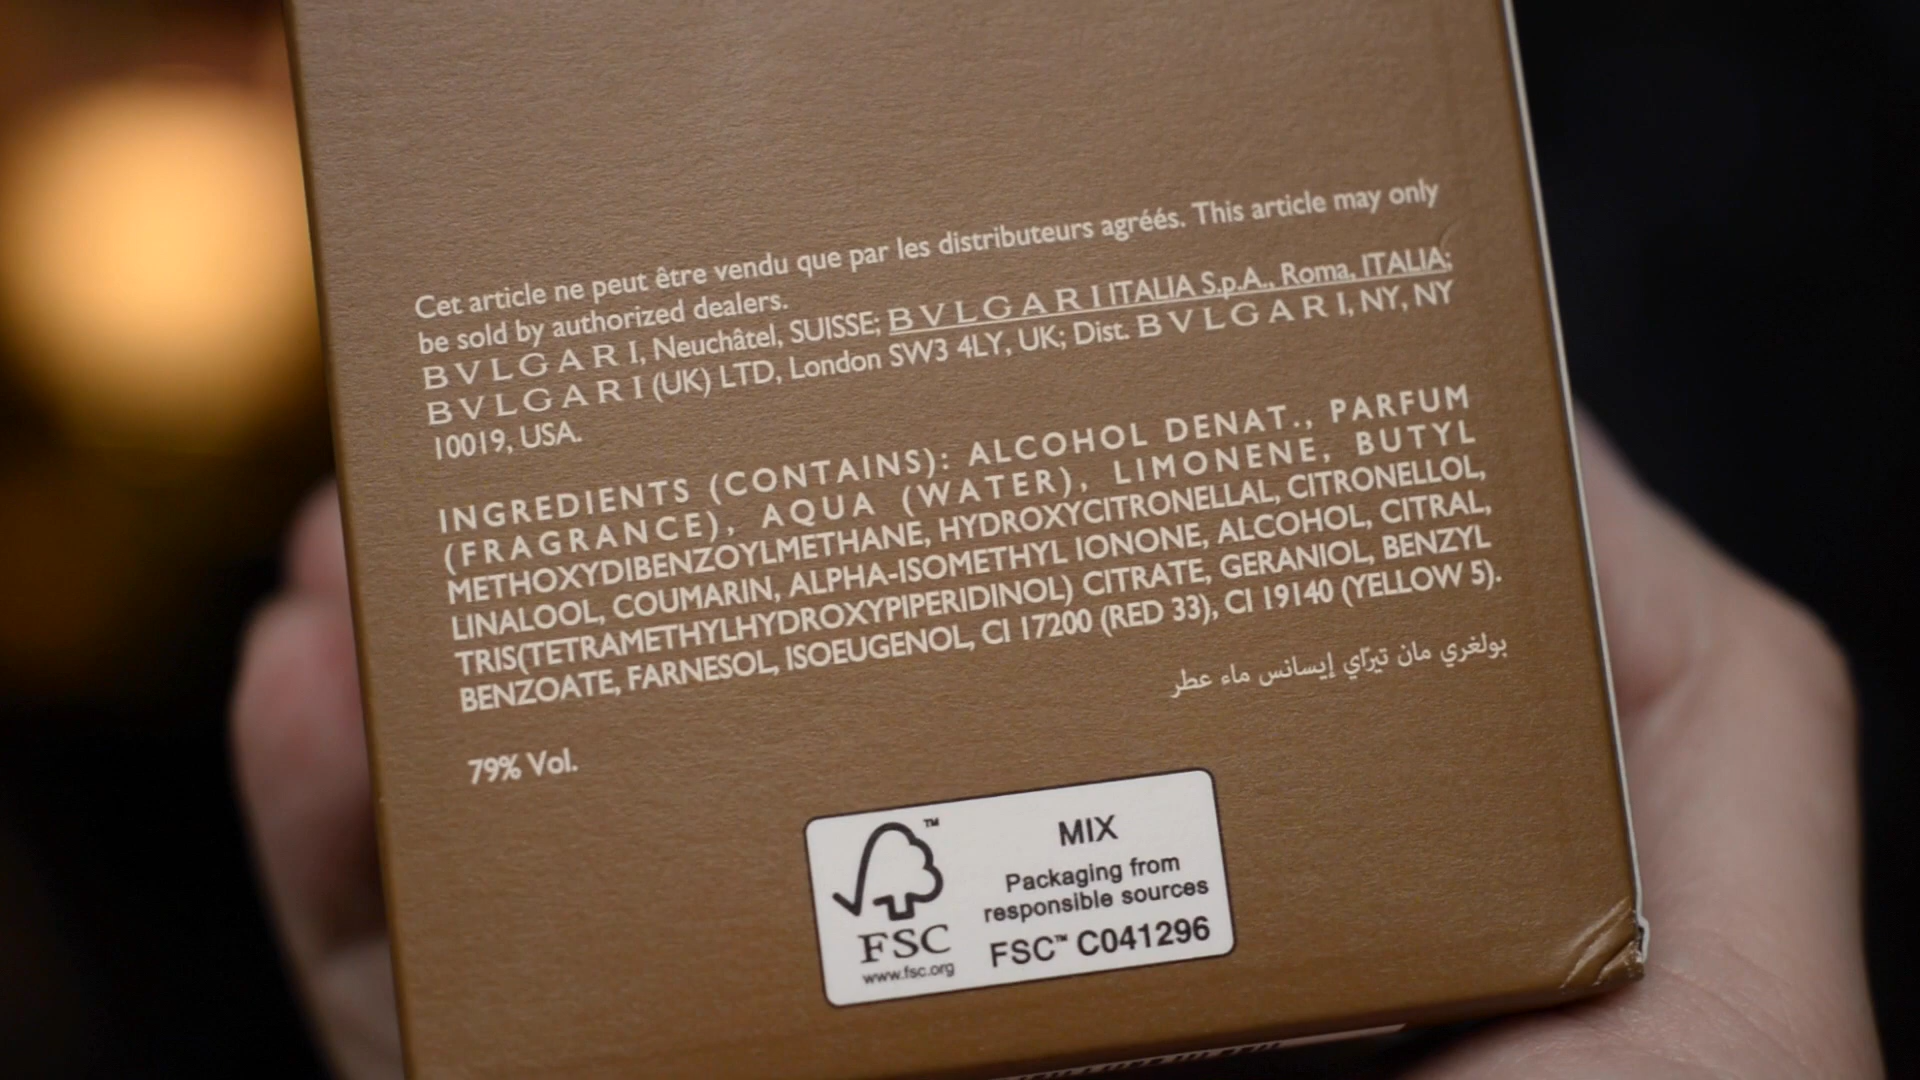 Cet article ne peut être vendu que par les distributeurs agréés. This article may only
be sold by authorized dealers.
BVLGARI, Neuchâtel, SUISSE; BVLGARI ITALIA S.p.A., Roma, ITALIA;
BVLGARI (UK) LTD, London SW3 4LY, UK; Dist. BVLGARI, NY, NY
10019, USA.
INGREDIENTS (CONTAINS): ALCOHOL DENAT., PARFUM
(FRAGRANCE), AQUA (WATER), LIMONENE, BUTYL
METHOXYDIBENZOYLMETHANE, HYDROXYCITRONELLAL, CITRONELLOL,
LINALOOL, COUMARIN, ALPHA-ISOMETHYL IONONE, ALCOHOL, CITRAL,
TRIS(TETRAMETHYLHYDROXYPIPERIDINOL) CITRATE, GERANIOL, BENZYL
BENZOATE, FARNESOL, ISOEUGENOL, CI 17200 (RED 33), CI 19140 (YELLOW 5).
بولغري مان تيرّاي إيسانس ماء عطر
79% Vol.
TM
FSC
www.fsc.org
MIX
Packaging from
responsible sources
FSC™ C041296